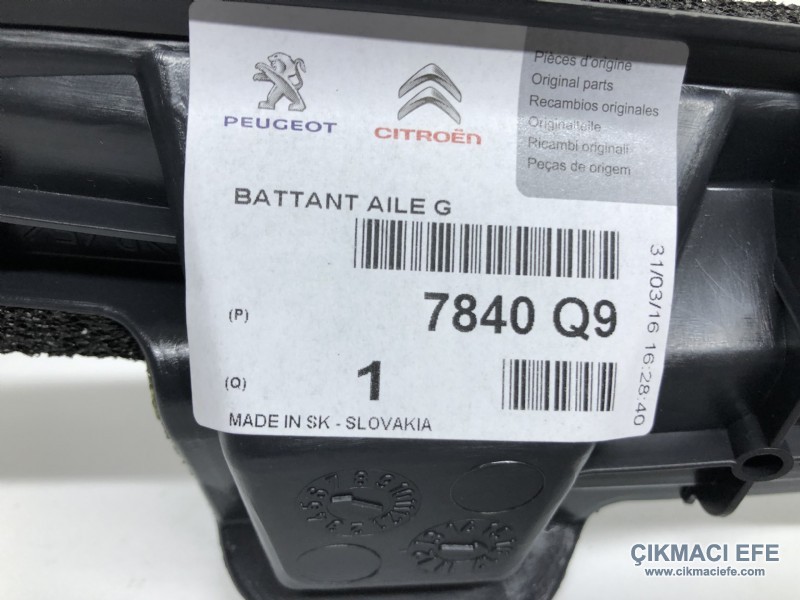 PEUGEOT
CITROËN
Pièces d'origine
Original parts
Recambios originales
Originalteile
Ricambi originali
Peças de origem
BATTANT AILE G
31/03/16 16:28:40
(P) 7840 Q9
(Q) 1
MADE IN SK - SLOVAKIA
ÇIKMACI EFE
www.cikmaciefe.com